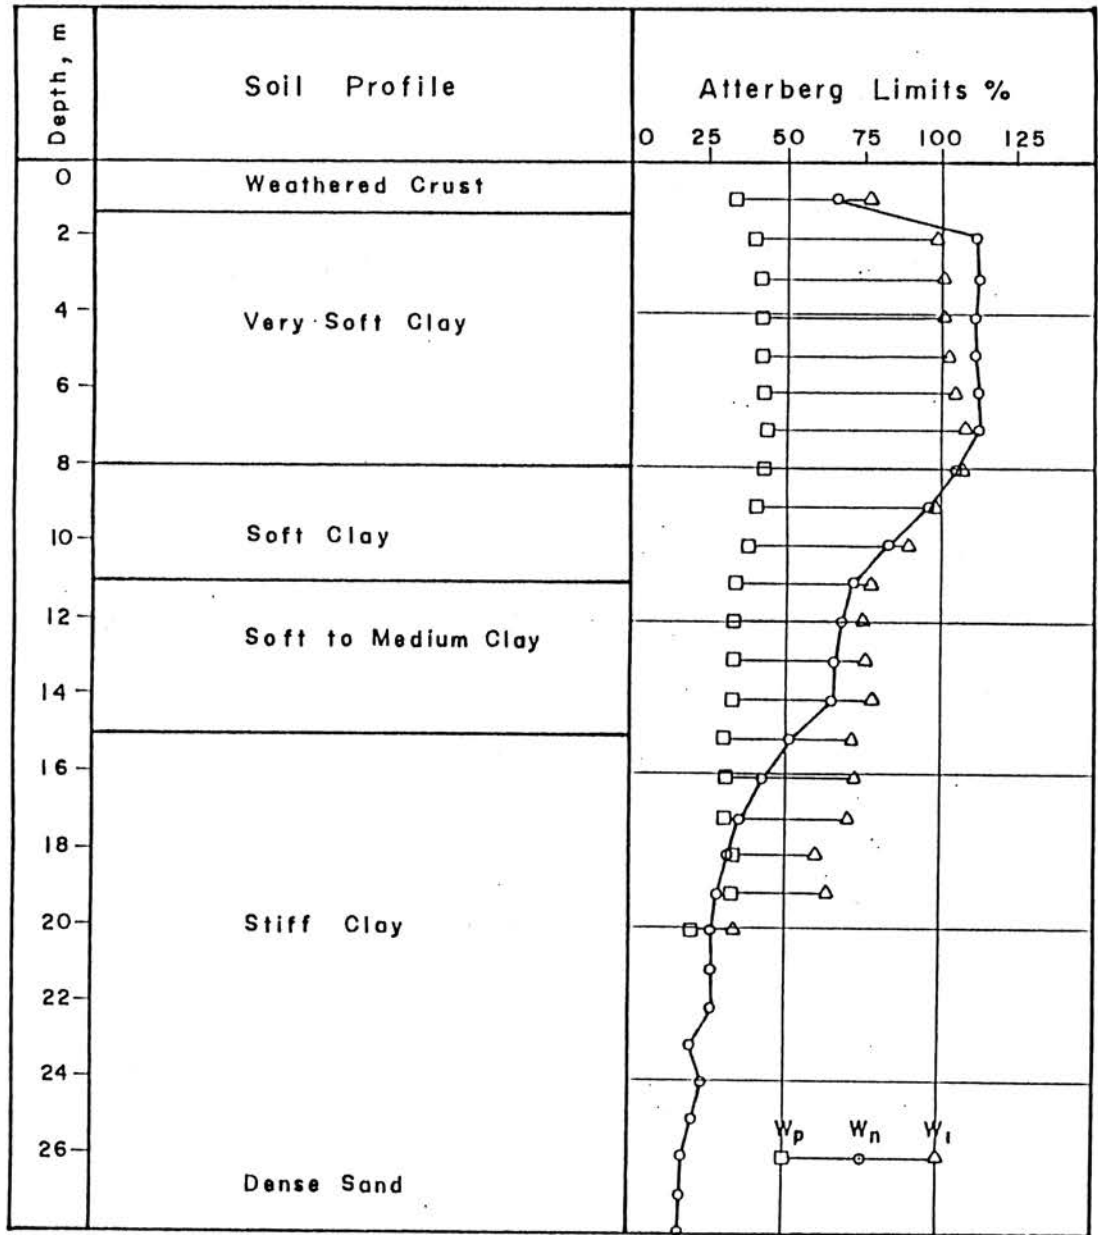 Depth, m
Soil Profile
Atterberg Limits %
0 25 50 75 100 125
0
Weathered Crust
2
4
Very Soft Clay
6
8
10
Soft Clay
12
Soft to Medium Clay
14
16
18
20
Stiff Clay
22
24
Wp Wn Wl
26
Dense Sand